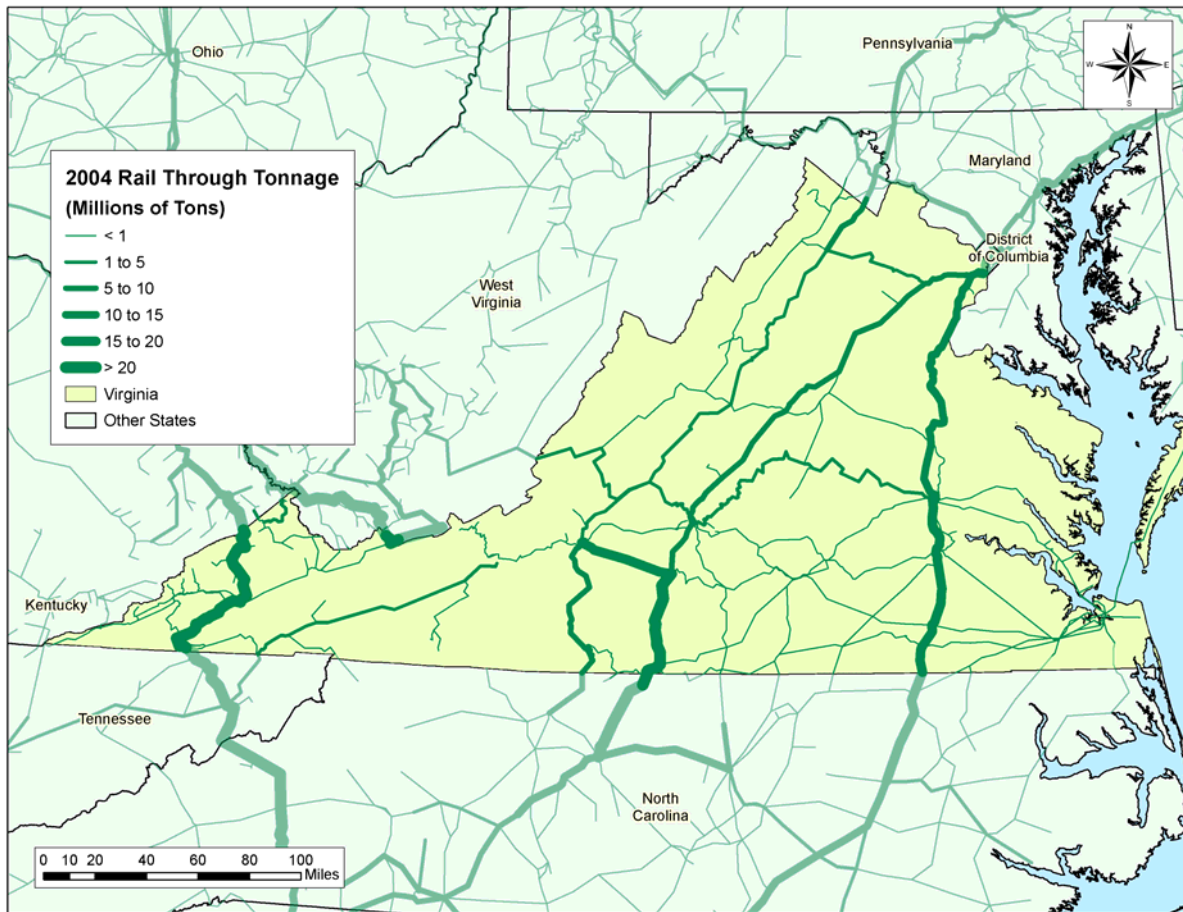 Ohio
Pennsylvania
N
W
E
S
Maryland
2004 Rail Through Tonnage
(Millions of Tons)
< 1
1 to 5
5 to 10
10 to 15
15 to 20
> 20
Virginia
Other States
District
of Columbia
West
Virginia
Kentucky
Tennessee
North
Carolina
0 10 20 40 60 80 100
Miles